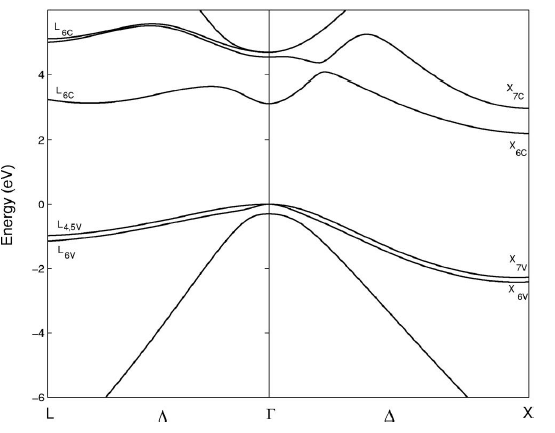 L6C
4
L6C
X7C
X6C
2
0
Energy (eV)
L4,5V
L6V
-2
X7V
X6V
-4
-6
L
Λ
Γ
Δ
X